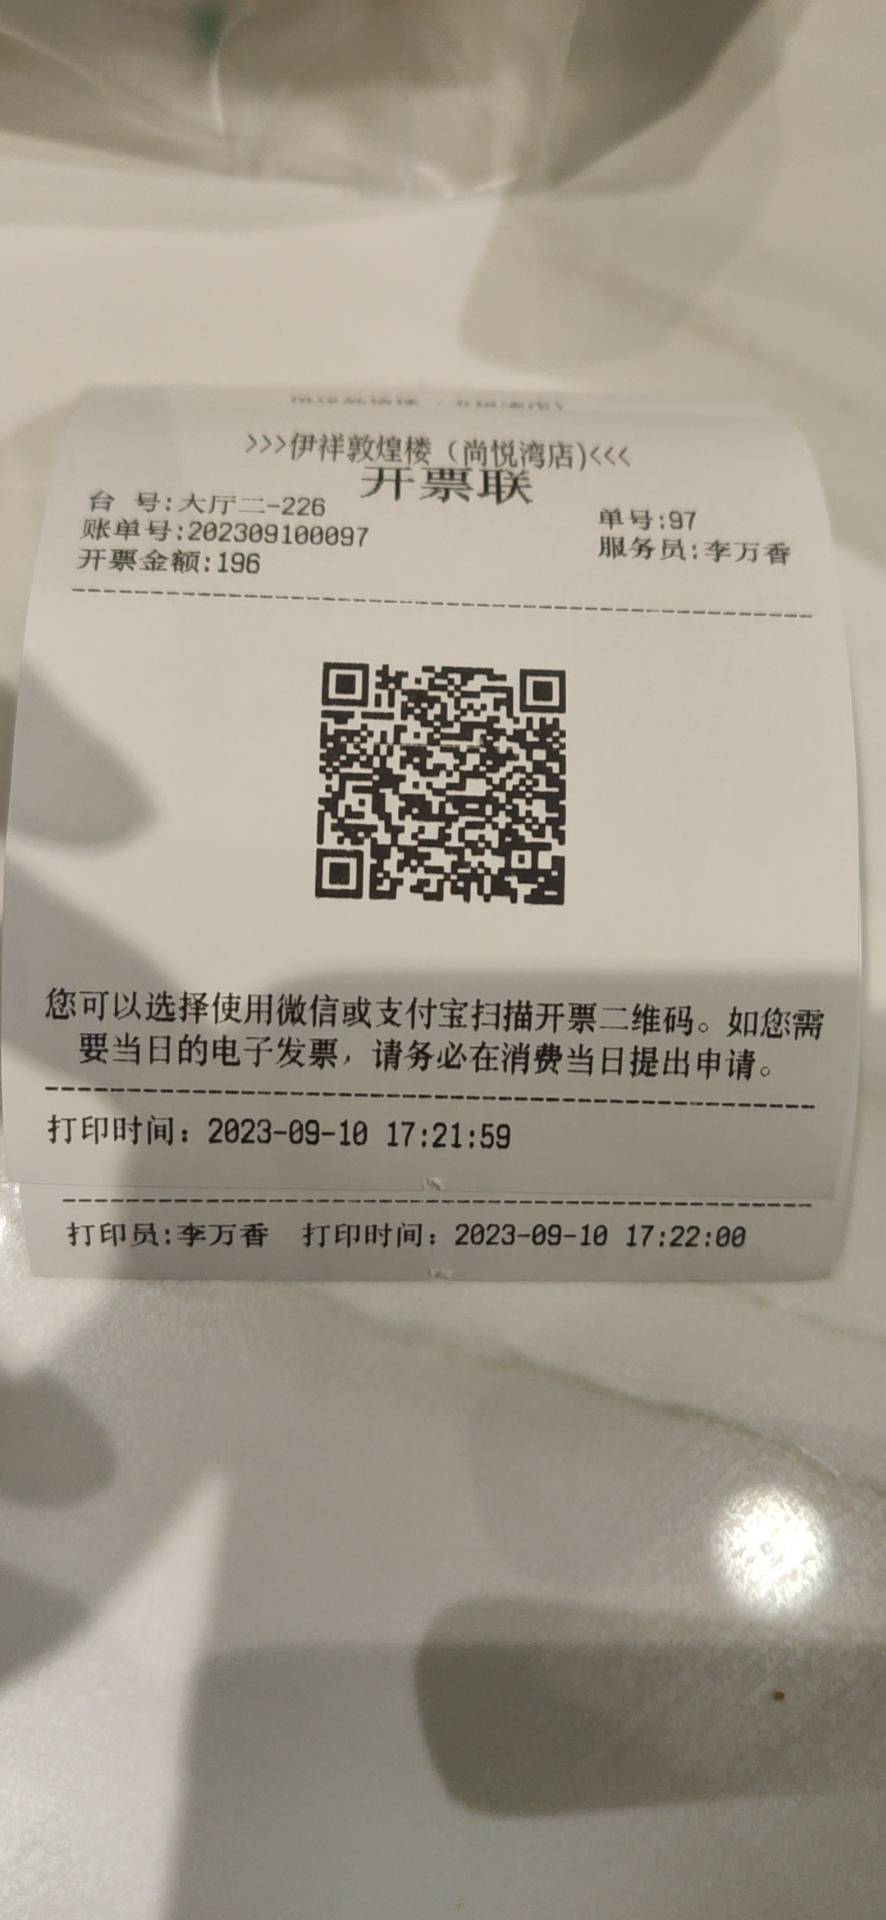 >>>伊祥敦煌楼（尚悦湾店)<<<
开票联
台 号:大厅二-226
单号:97
账单号:202309100097
服务员:李万香
开票金额:196
您可以选择使用微信或支付宝扫描开票二维码。如您需
要当日的电子发票，请务必在消费当日提出申请。
打印时间：2023-09-10 17:21:59
打印员:李万香 打印时间：2023-09-10 17:22:00